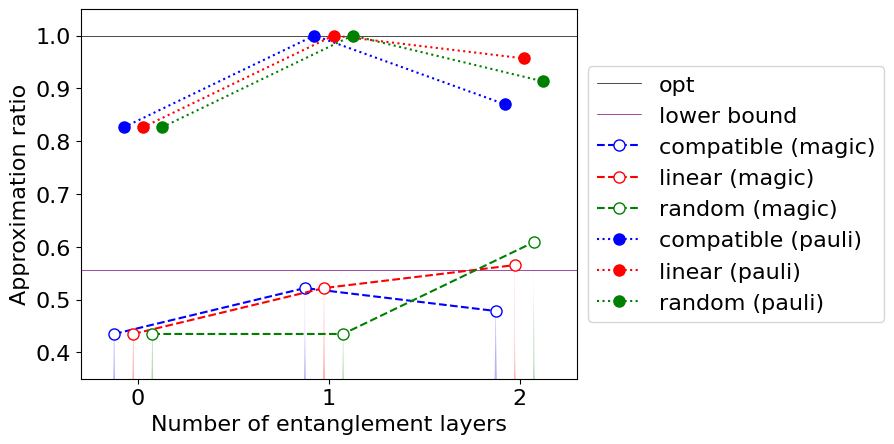 1.0
0.9
0.8
0.7
0.6
0.5
0.4
Approximation ratio
0
1
2
Number of entanglement layers
opt
lower bound
compatible (magic)
linear (magic)
random (magic)
compatible (pauli)
linear (pauli)
random (pauli)